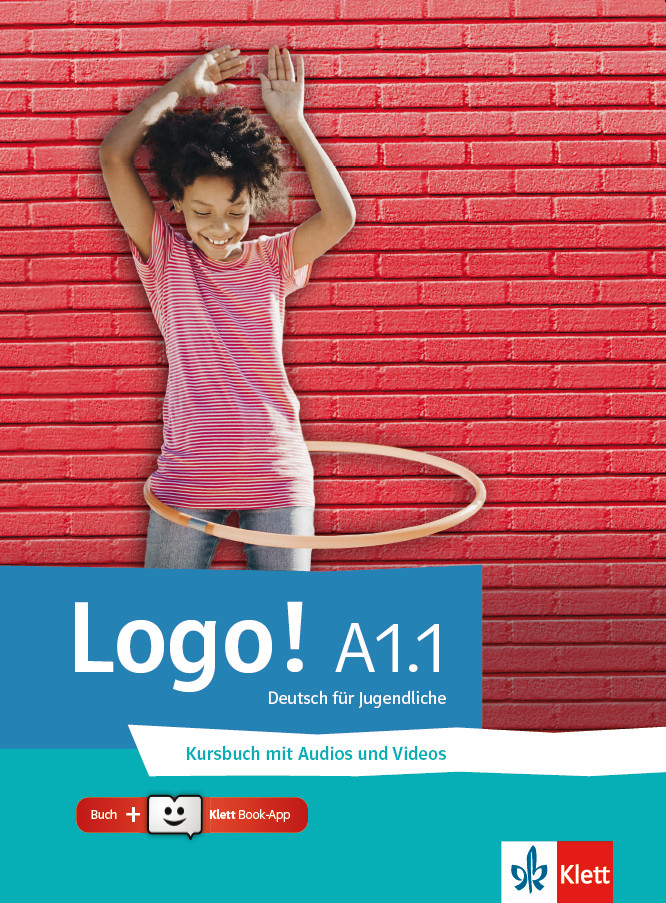 Logo! A1.1
Deutsch für Jugendliche
Kursbuch mit Audios und Videos
Buch + Klett Book-App
Klett